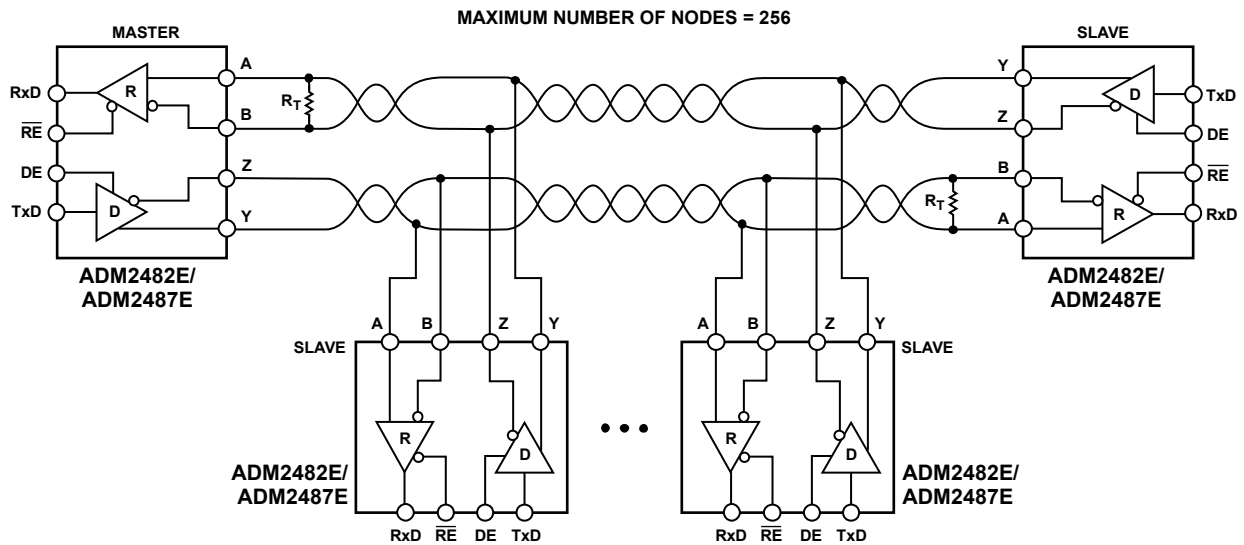 MAXIMUM NUMBER OF NODES = 256
MASTER
SLAVE
A
RxD
R
RT
B
RE
DE
Z
D
TxD
Y
ADM2482E/
ADM2487E
Y
D
TxD
Z
DE
B
RE
RT
R
RxD
A
ADM2482E/
ADM2487E
A
B
Z
Y
SLAVE
R
D
ADM2482E/
ADM2487E
RxD
RE
DE
TxD
A
B
Z
Y
SLAVE
R
D
ADM2482E/
ADM2487E
RxD
RE
DE
TxD